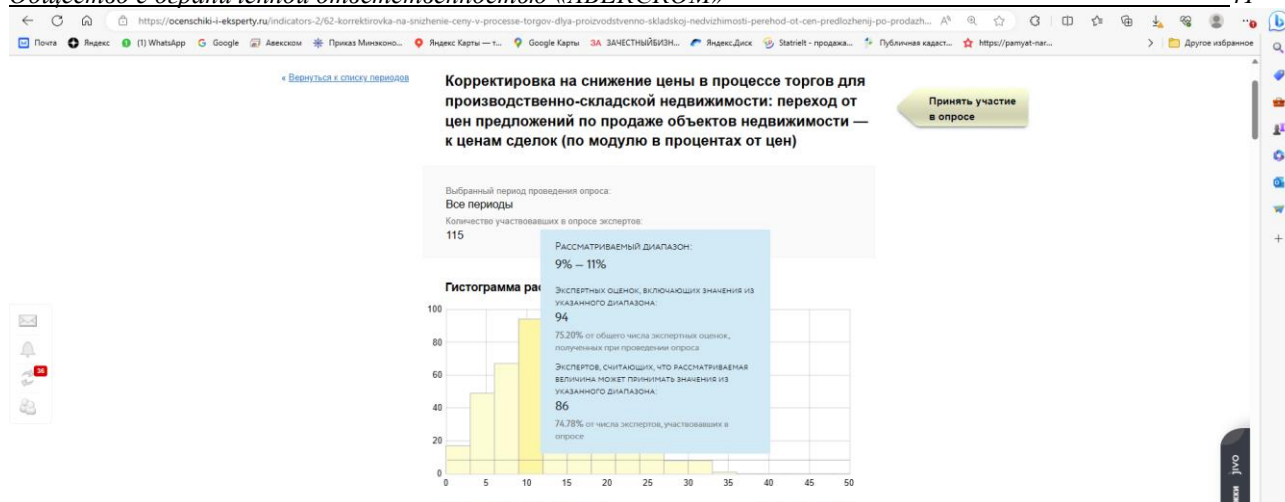 Общество с ограниченной ответственностью «АВЕКСКОМ» 71
https://ocenschiki-i-eksperty.ru/indicators-2/62-korrektirovka-na-snizhenie-ceny-v-processe-torgov-dlya-proizvodstvenno-skladskoj-nedvizhimosti-perehod-ot-cen-predlozhenij-po-prodazh...
Почта Яндекс (1) WhatsApp Google Авекском Приказ Минэконо... Яндекс Карты — т... Google Карты ЗА ЗАЧЕСТНЫЙБИЗН... Яндекс.Диск Statrielt - продажа... Публичная кадаст... https://pamyat-nar... Другое избранное
« Вернуться к списку периодов
Корректировка на снижение цены в процессе торгов для
производственно-складской недвижимости: переход от
цен предложений по продаже объектов недвижимости —
к ценам сделок (по модулю в процентах от цен)
Принять участие
в опросе
Выбранный период проведения опроса:
Все периоды
Количество участвовавших в опросе экспертов:
115
Рассматриваемый диапазон:
9% – 11%
Экспертных оценок, включающих значения из
указанного диапазона:
94
75.20% от общего числа экспертных оценок,
полученных при проведении опроса
Экспертов, считающих, что рассматриваемая
величина может принимать значения из
указанного диапазона:
86
74.78% от числа экспертов, участвовавших в
опросе
Гистограмма рас
100
80
60
40
20
0
0 5 10 15 20 25 30 35 40 45 50
36
jivo